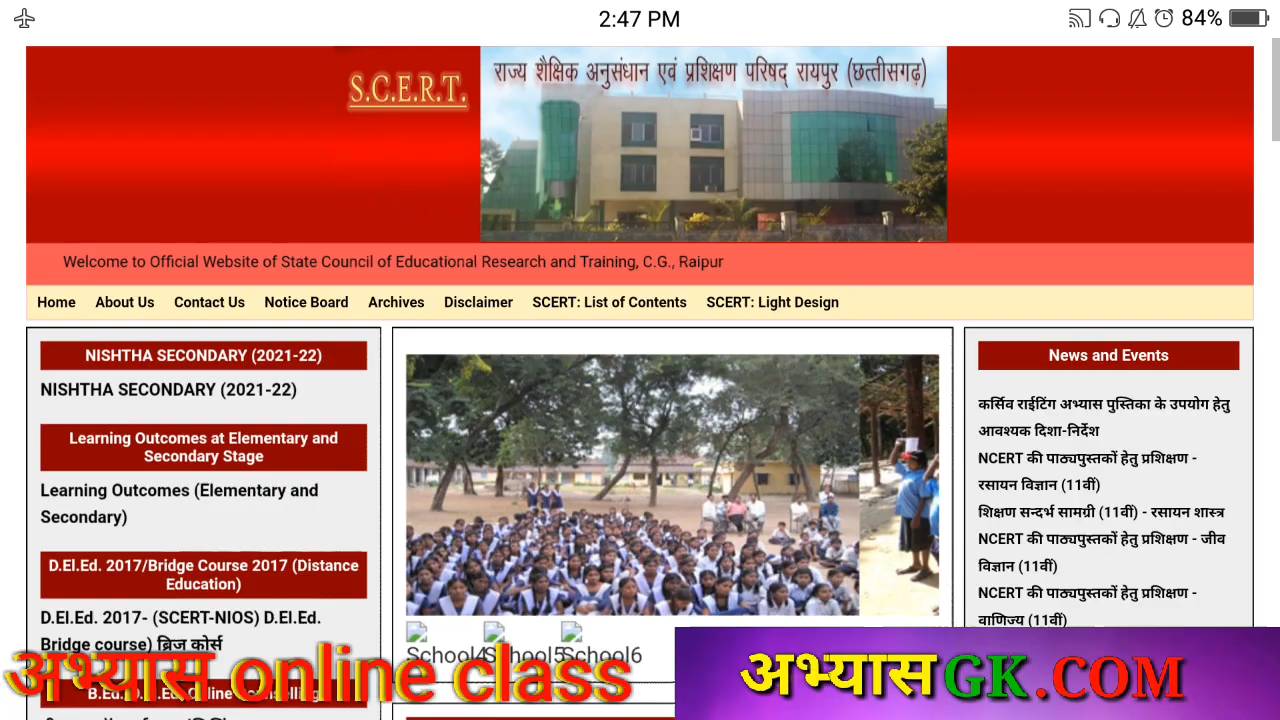 2:47 PM
84%
S.C.E.R.T.
राज्य शैक्षिक अनुसंधान एवं प्रशिक्षण परिषद् रायपुर (छत्तीसगढ़)
Welcome to Official Website of State Council of Educational Research and Training, C.G., Raipur
Home About Us Contact Us Notice Board Archives Disclaimer SCERT: List of Contents SCERT: Light Design
NISHTHA SECONDARY (2021-22)
NISHTHA SECONDARY (2021-22)
Learning Outcomes at Elementary and
Secondary Stage
Learning Outcomes (Elementary and
Secondary)
D.El.Ed. 2017/Bridge Course 2017 (Distance
Education)
D.El.Ed. 2017- (SCERT-NIOS) D.El.Ed.
Bridge course) ब्रिज कोर्स
School4 School5 School6
News and Events
कर्सिव राईटिंग अभ्यास पुस्तिका के उपयोग हेतु
आवश्यक दिशा-निर्देश
NCERT की पाठ्यपुस्तकों हेतु प्रशिक्षण -
रसायन विज्ञान (11वीं)
शिक्षण सन्दर्भ सामग्री (11वीं) - रसायन शास्त्र
NCERT की पाठ्यपुस्तकों हेतु प्रशिक्षण - जीव
विज्ञान (11वीं)
NCERT की पाठ्यपुस्तकों हेतु प्रशिक्षण -
वाणिज्य (11वीं)
अभ्यास online class
अभ्यासGK.COM